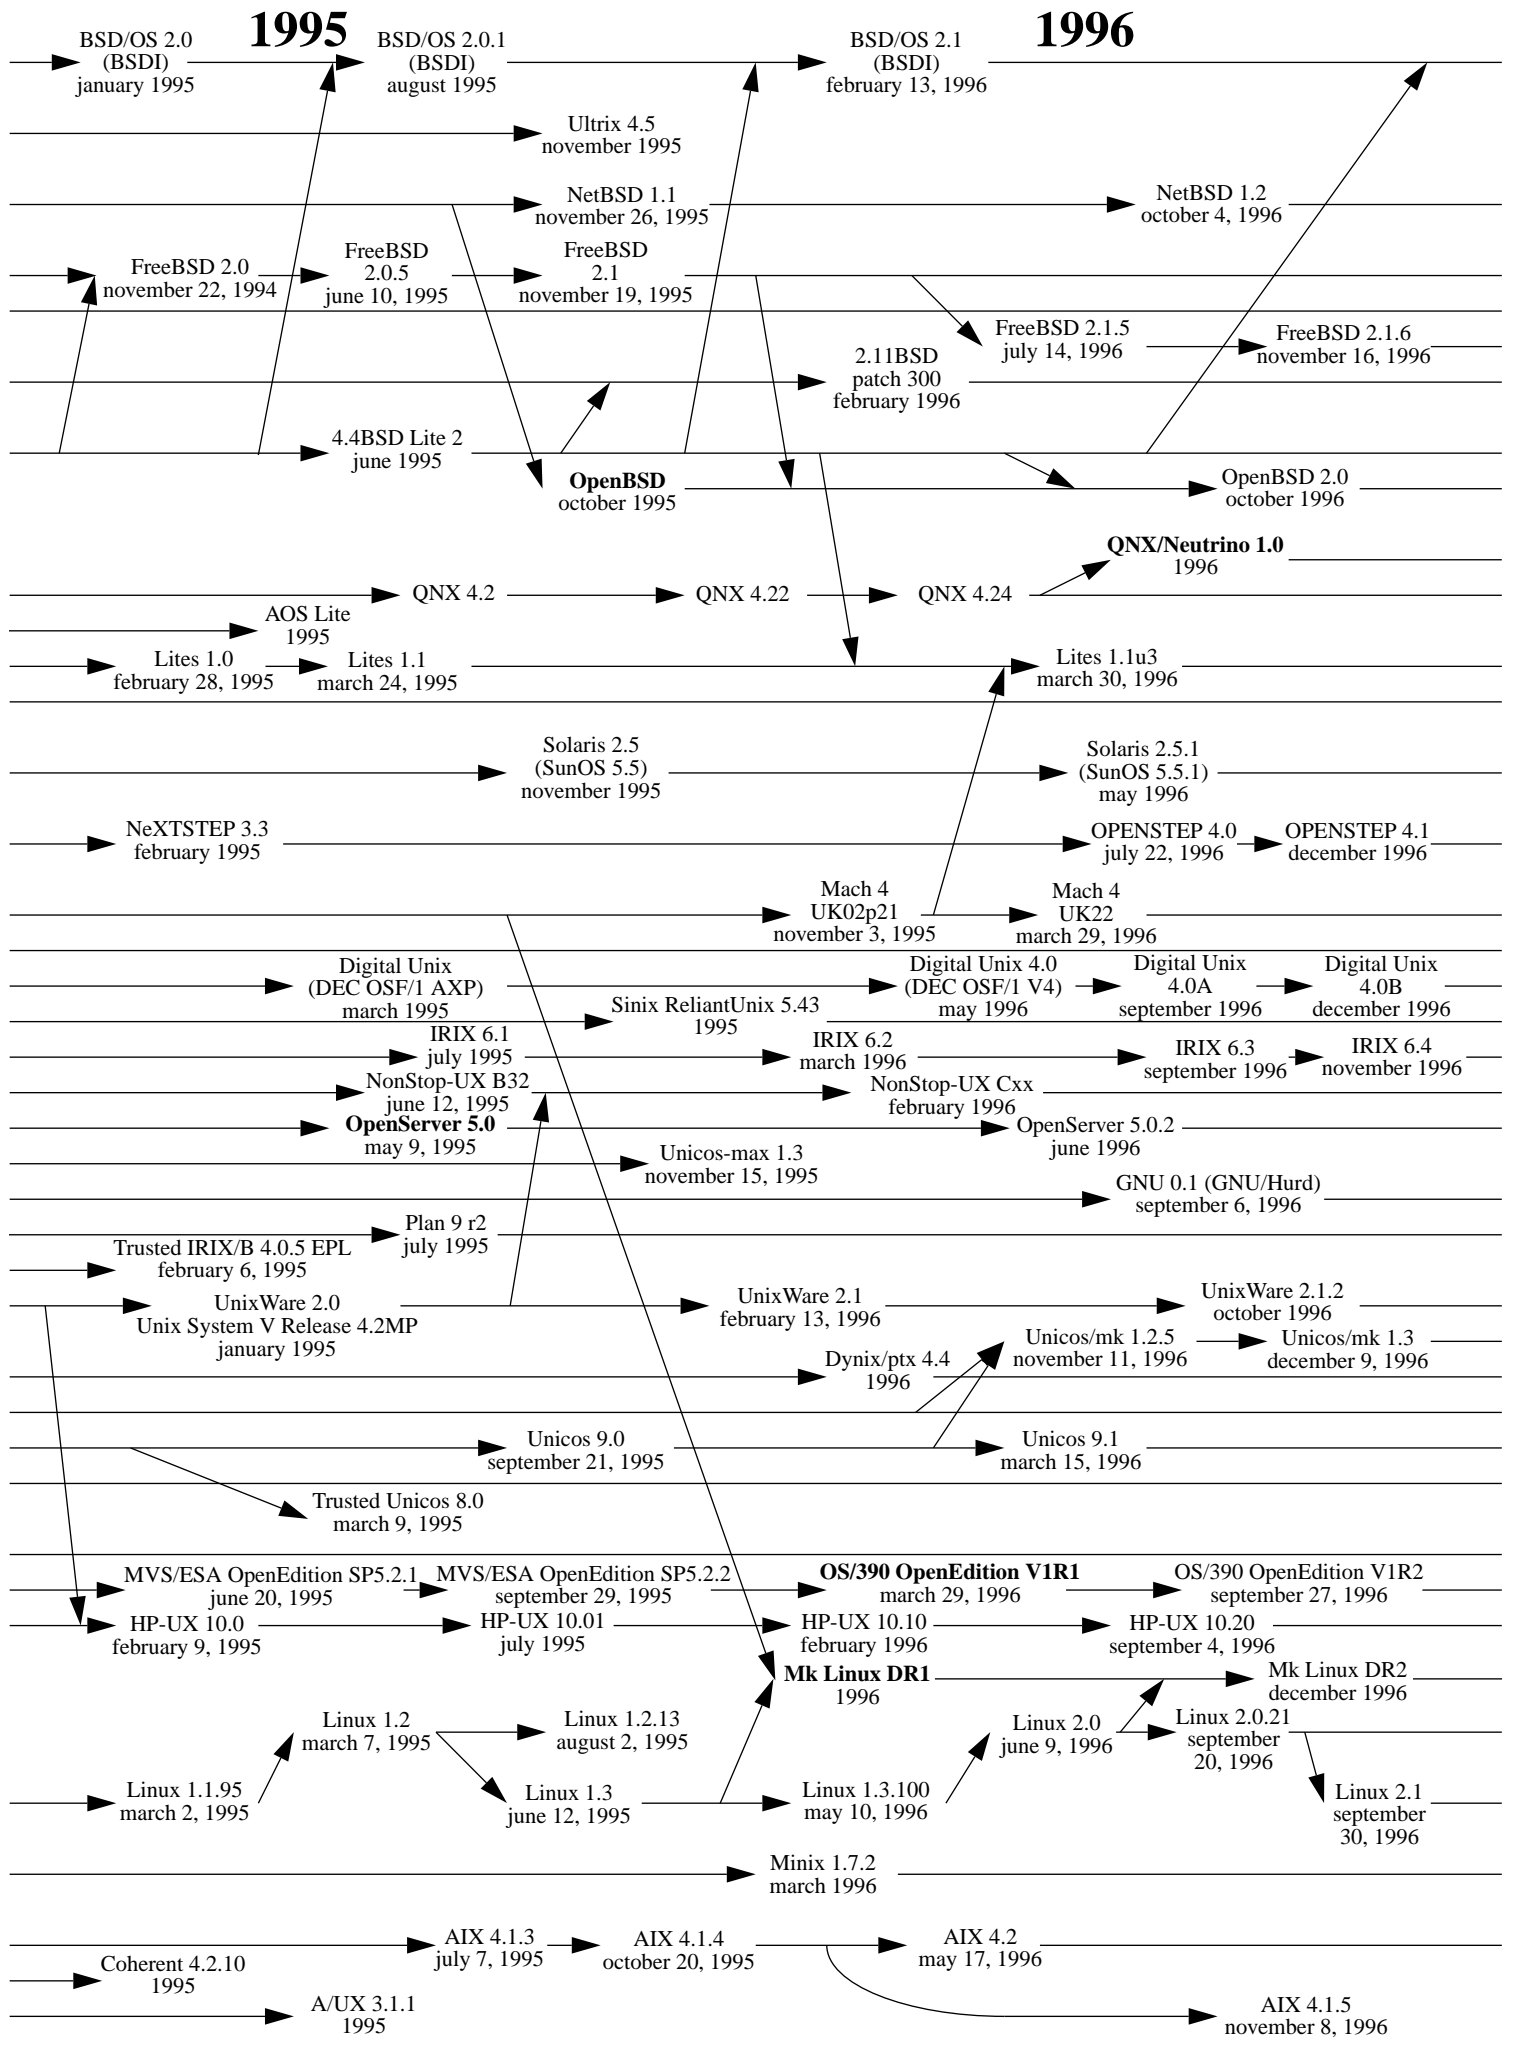 1995
1996
BSD/OS 2.0
(BSDI)
january 1995
BSD/OS 2.0.1
(BSDI)
august 1995
BSD/OS 2.1
(BSDI)
february 13, 1996
Ultrix 4.5
november 1995
NetBSD 1.1
november 26, 1995
NetBSD 1.2
october 4, 1996
FreeBSD 2.0
november 22, 1994
FreeBSD
2.0.5
june 10, 1995
FreeBSD
2.1
november 19, 1995
FreeBSD 2.1.5
july 14, 1996
FreeBSD 2.1.6
november 16, 1996
2.11BSD
patch 300
february 1996
4.4BSD Lite 2
june 1995
OpenBSD
october 1995
OpenBSD 2.0
october 1996
QNX/Neutrino 1.0
1996
QNX 4.2
QNX 4.22
QNX 4.24
AOS Lite
1995
Lites 1.0
february 28, 1995
Lites 1.1
march 24, 1995
Lites 1.1u3
march 30, 1996
Solaris 2.5
(SunOS 5.5)
november 1995
Solaris 2.5.1
(SunOS 5.5.1)
may 1996
NeXTSTEP 3.3
february 1995
OPENSTEP 4.0
july 22, 1996
OPENSTEP 4.1
december 1996
Mach 4
UK02p21
november 3, 1995
Mach 4
UK22
march 29, 1996
Digital Unix
(DEC OSF/1 AXP)
march 1995
Digital Unix 4.0
(DEC OSF/1 V4)
may 1996
Digital Unix
4.0A
september 1996
Digital Unix
4.0B
december 1996
Sinix ReliantUnix 5.43
1995
IRIX 6.1
july 1995
IRIX 6.2
march 1996
IRIX 6.3
september 1996
IRIX 6.4
november 1996
NonStop-UX B32
june 12, 1995
NonStop-UX Cxx
february 1996
OpenServer 5.0
may 9, 1995
OpenServer 5.0.2
june 1996
Unicos-max 1.3
november 15, 1995
GNU 0.1 (GNU/Hurd)
september 6, 1996
Plan 9 r2
july 1995
Trusted IRIX/B 4.0.5 EPL
february 6, 1995
UnixWare 2.0
Unix System V Release 4.2MP
january 1995
UnixWare 2.1
february 13, 1996
UnixWare 2.1.2
october 1996
Unicos/mk 1.2.5
november 11, 1996
Unicos/mk 1.3
december 9, 1996
Dynix/ptx 4.4
1996
Unicos 9.0
september 21, 1995
Unicos 9.1
march 15, 1996
Trusted Unicos 8.0
march 9, 1995
MVS/ESA OpenEdition SP5.2.1
june 20, 1995
MVS/ESA OpenEdition SP5.2.2
september 29, 1995
OS/390 OpenEdition V1R1
march 29, 1996
OS/390 OpenEdition V1R2
september 27, 1996
HP-UX 10.0
february 9, 1995
HP-UX 10.01
july 1995
HP-UX 10.10
february 1996
HP-UX 10.20
september 4, 1996
Mk Linux DR1
1996
Mk Linux DR2
december 1996
Linux 1.2
march 7, 1995
Linux 1.2.13
august 2, 1995
Linux 2.0
june 9, 1996
Linux 2.0.21
september
20, 1996
Linux 1.1.95
march 2, 1995
Linux 1.3
june 12, 1995
Linux 1.3.100
may 10, 1996
Linux 2.1
september
30, 1996
Minix 1.7.2
march 1996
AIX 4.1.3
july 7, 1995
AIX 4.1.4
october 20, 1995
AIX 4.2
may 17, 1996
Coherent 4.2.10
1995
A/UX 3.1.1
1995
AIX 4.1.5
november 8, 1996